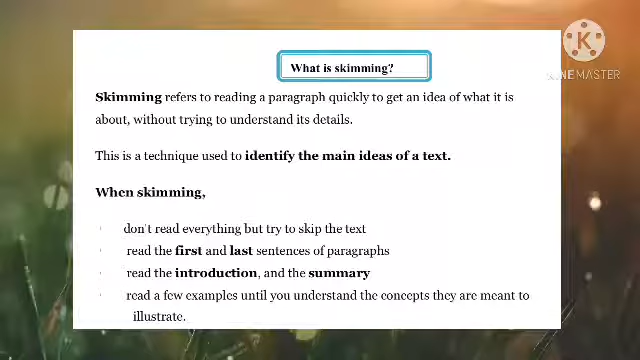 What is skimming?
K
KINEMASTER
Skimming refers to reading a paragraph quickly to get an idea of what it is
about, without trying to understand its details.
This is a technique used to identify the main ideas of a text.
When skimming,
· don't read everything but try to skip the text
· read the first and last sentences of paragraphs
· read the introduction, and the summary
· read a few examples until you understand the concepts they are meant to
illustrate.